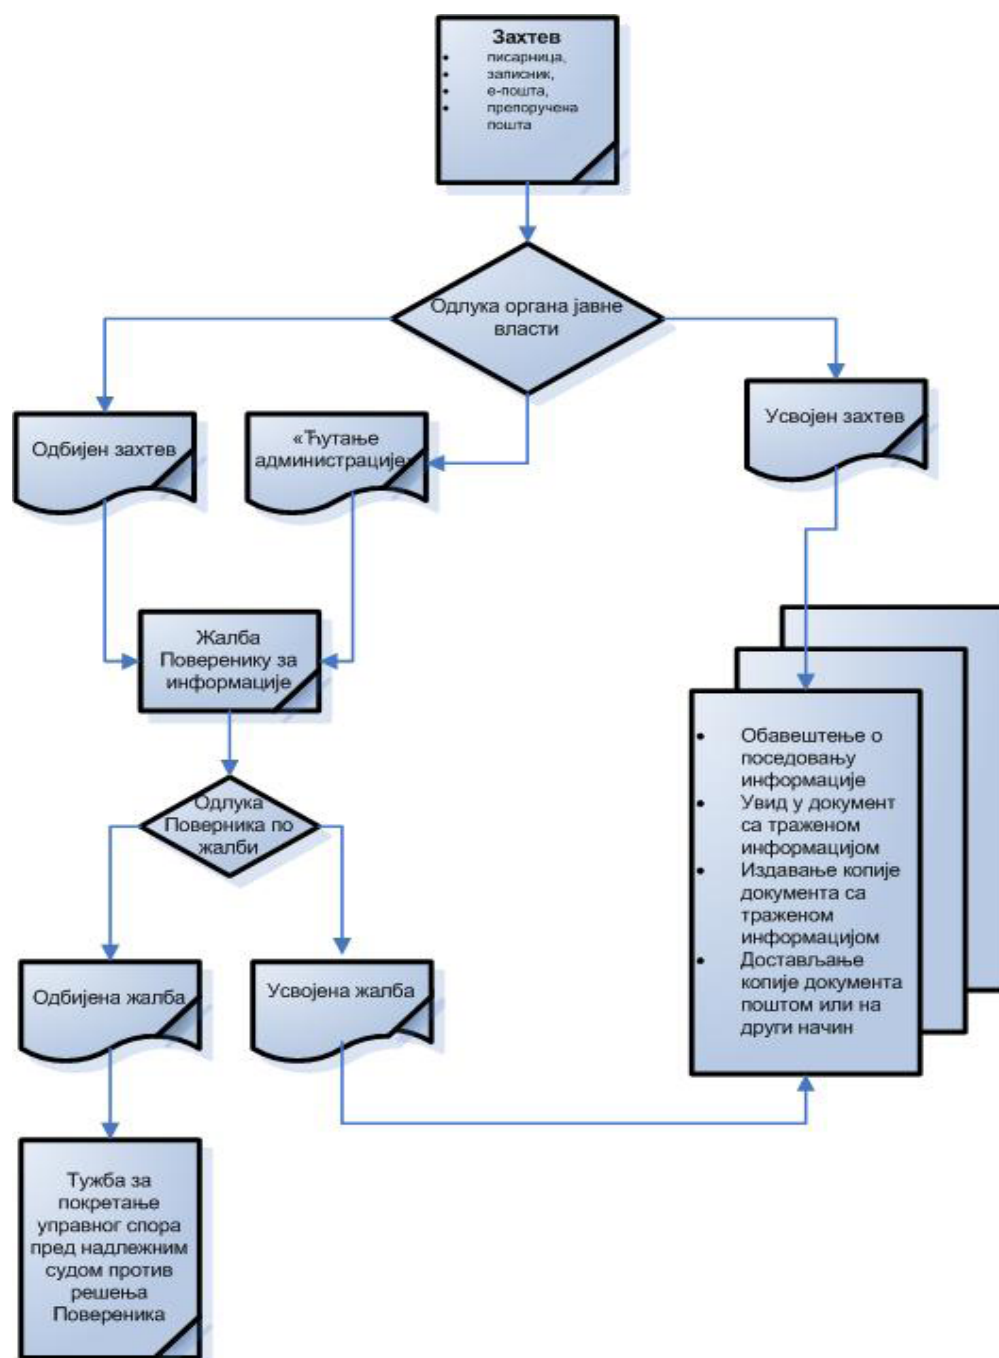 Захтев
• писарница,
• записник,
• е-пошта,
• препоручена
пошта
Одлука органа јавне
власти
Одбијен захтев
«Ћутање
администрације»
Усвојен захтев
Жалба
Поверенику за
информације
Одлука
Поверника по
жалби
• Обавештење о
поседовању
информације
• Увид у документ
са траженом
информацијом
• Издавање копије
документа са
траженом
информацијом
• Достављање
копије документа
поштом или на
други начин
Одбијена жалба
Усвојена жалба
Тужба за
покретање
управног спора
пред надлежним
судом против
решења
Повереника